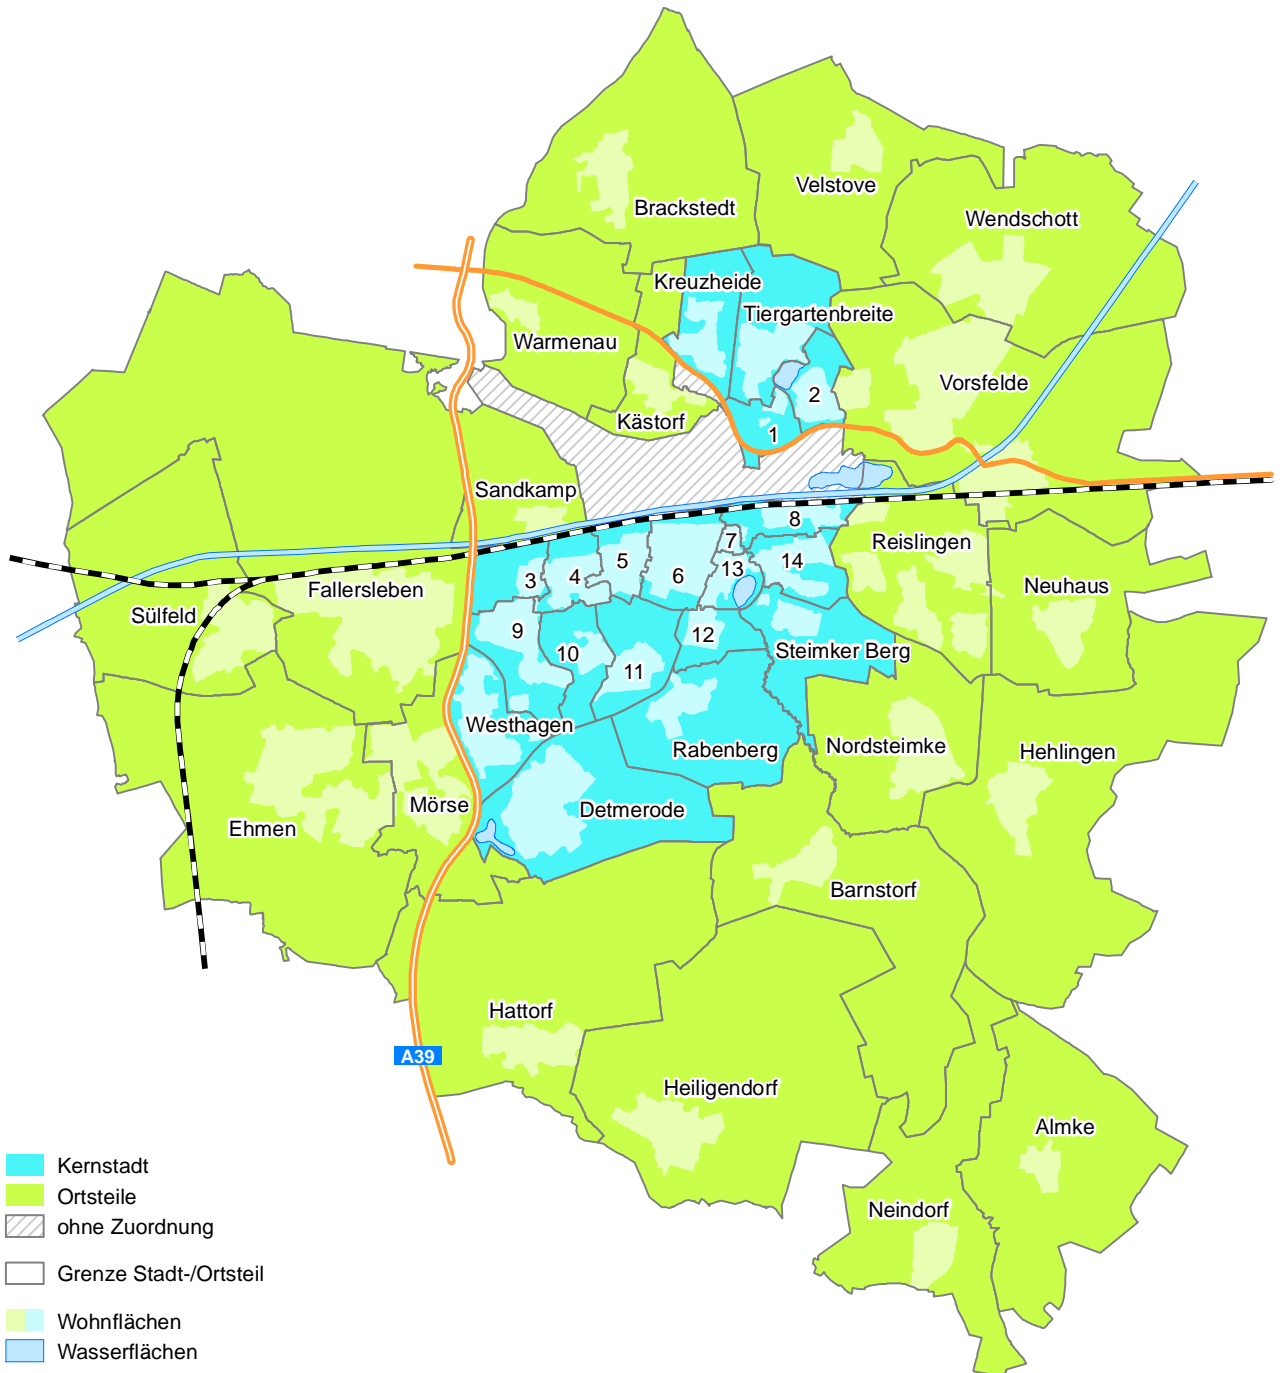 Velstove
Brackstedt
Wendschott
Kreuzheide
Tiergartenbreite
Warmenau
Vorsfelde
2
Kästorf
1
Sandkamp
8
7
Reislingen
5
14
13
4
6
3
Fallersleben
Neuhaus
Sülfeld
9
12
10
Steimker Berg
11
Westhagen
Rabenberg
Nordsteimke
Hehlingen
Mörse
Detmerode
Ehmen
Barnstorf
Hattorf
A39
Heiligendorf
Almke
Neindorf
Kernstadt
Ortsteile
ohne Zuordnung
Grenze Stadt-/Ortsteil
Wohnflächen
Wasserflächen